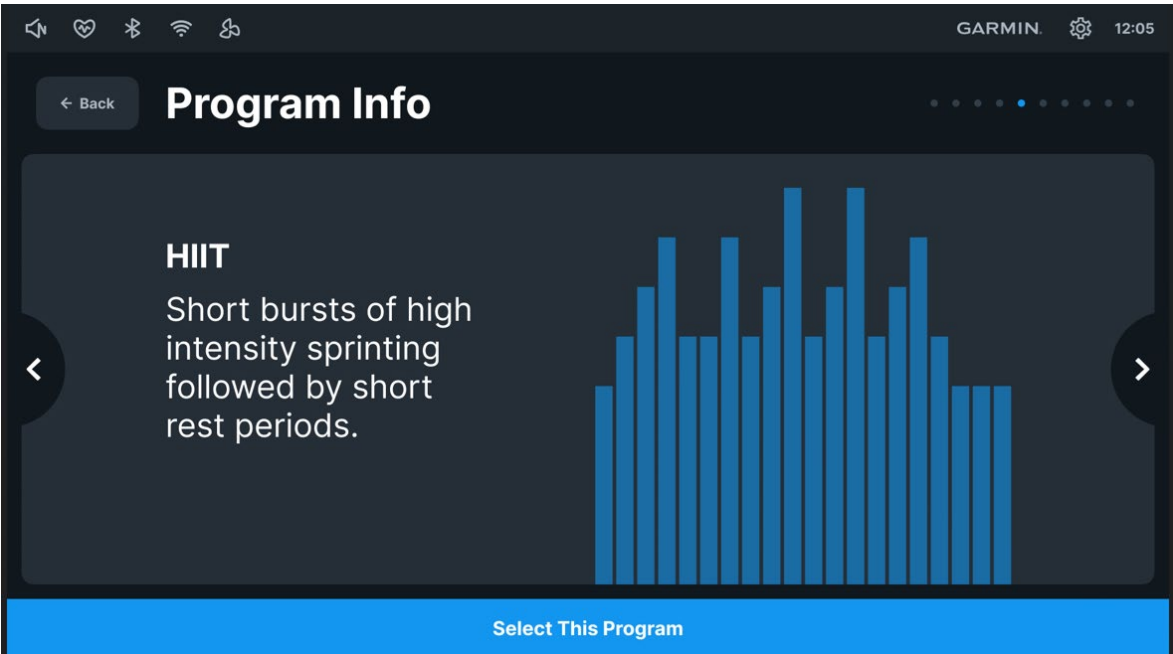 GARMIN.
12:05
← Back
Program Info
HIIT
Short bursts of high
intensity sprinting
followed by short
rest periods.
Select This Program